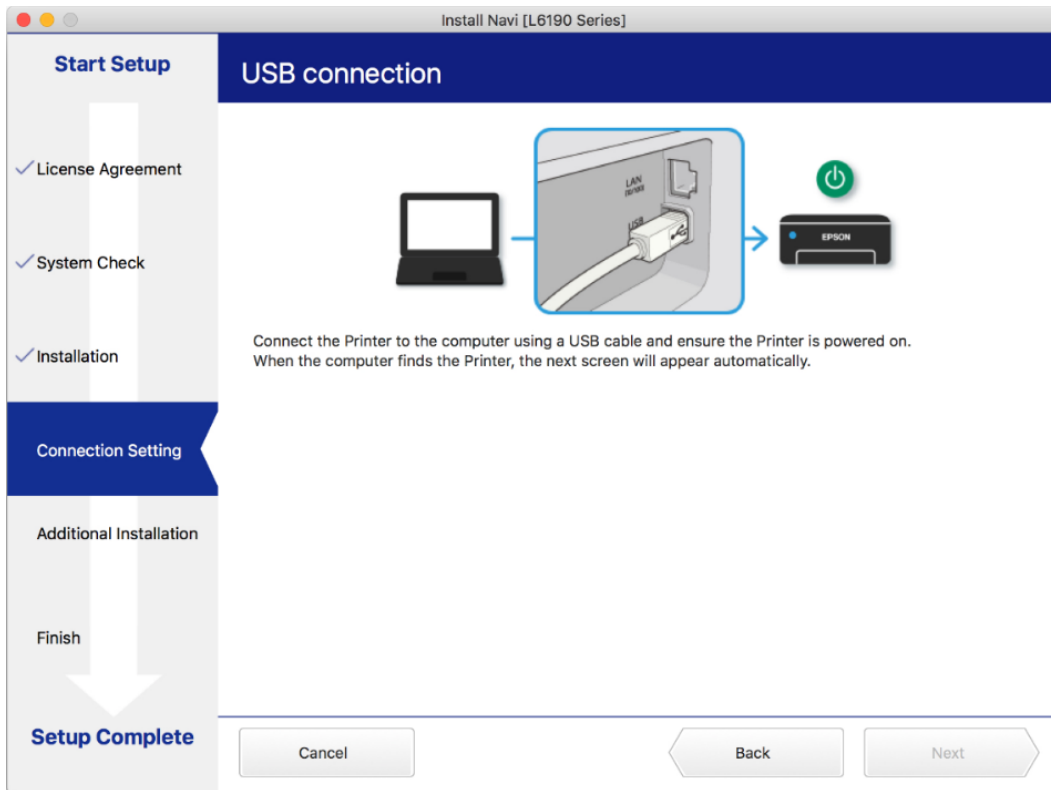 Install Navi [L6190 Series]
Start Setup
License Agreement
System Check
Installation
Connection Setting
Additional Installation
Finish
Setup Complete
USB connection
LAN
USB
EPSON
Connect the Printer to the computer using a USB cable and ensure the Printer is powered on.
When the computer finds the Printer, the next screen will appear automatically.
Cancel
Back
Next